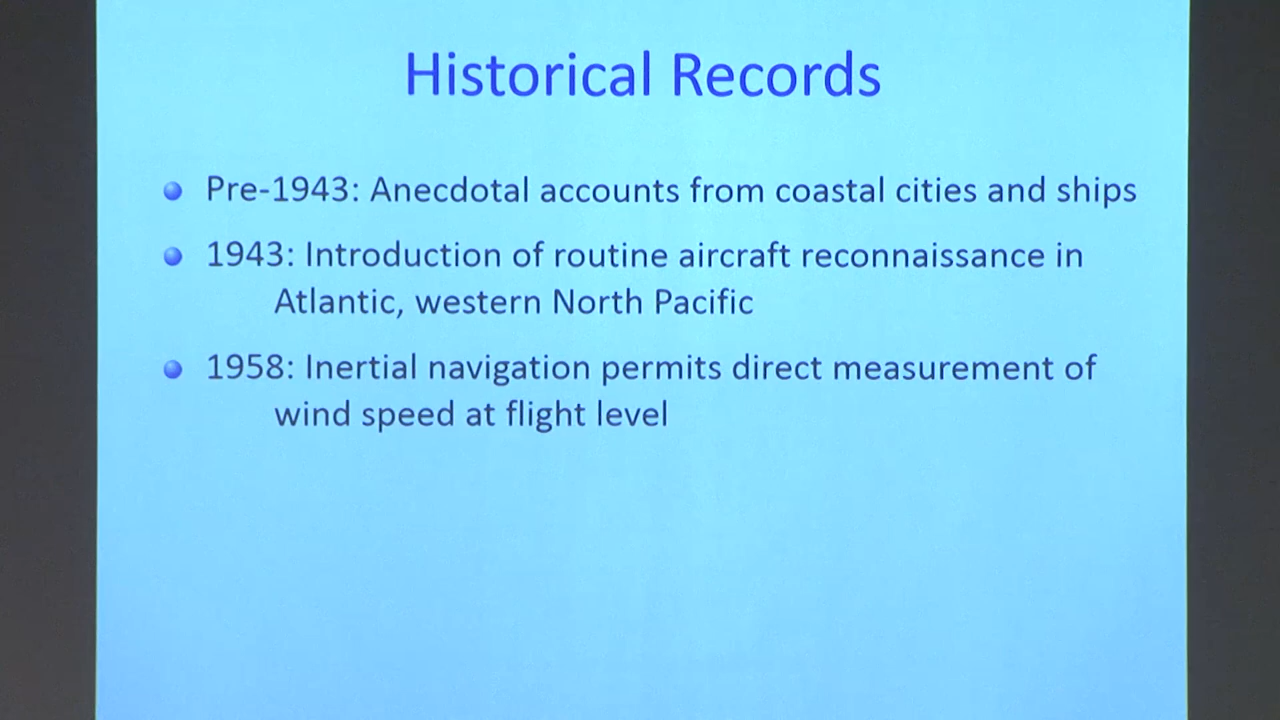 Historical Records
Pre-1943: Anecdotal accounts from coastal cities and ships
1943: Introduction of routine aircraft reconnaissance in
Atlantic, western North Pacific
1958: Inertial navigation permits direct measurement of
wind speed at flight level